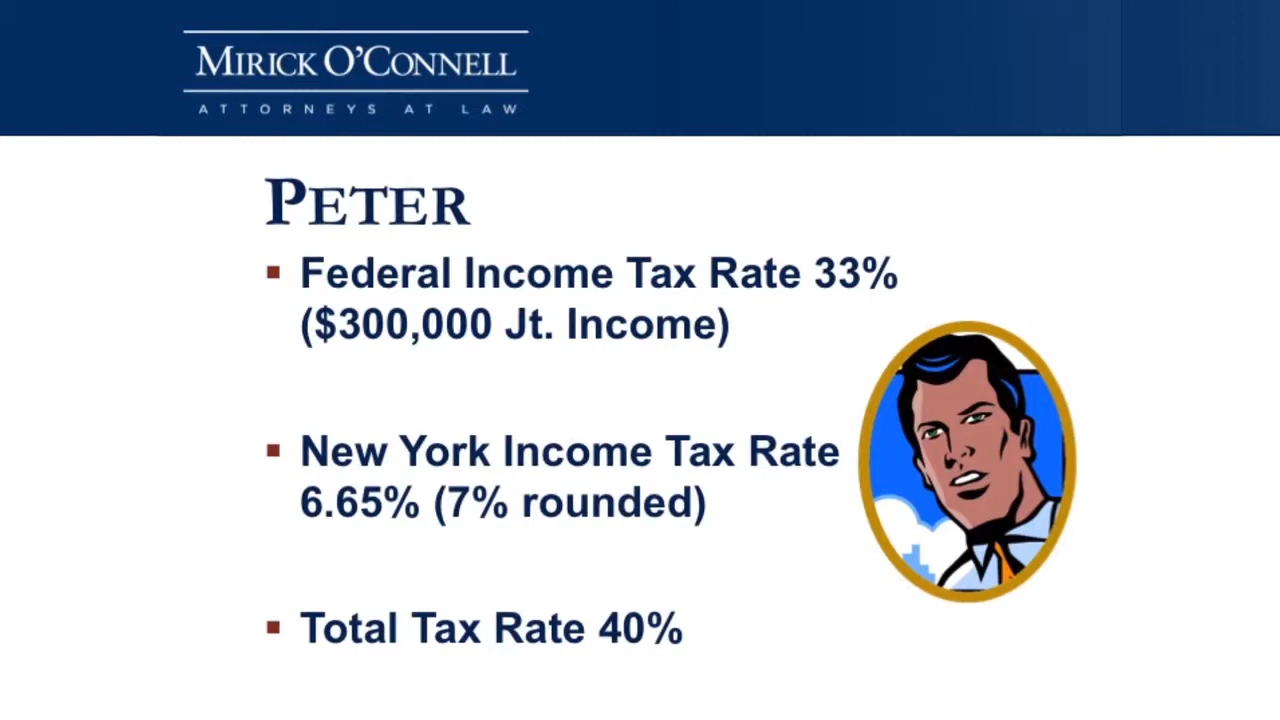 MIRICK O'CONNELL
ATTORNEYS AT LAW
PETER
▪ Federal Income Tax Rate 33%
($300,000 Jt. Income)
▪ New York Income Tax Rate
6.65% (7% rounded)
▪ Total Tax Rate 40%